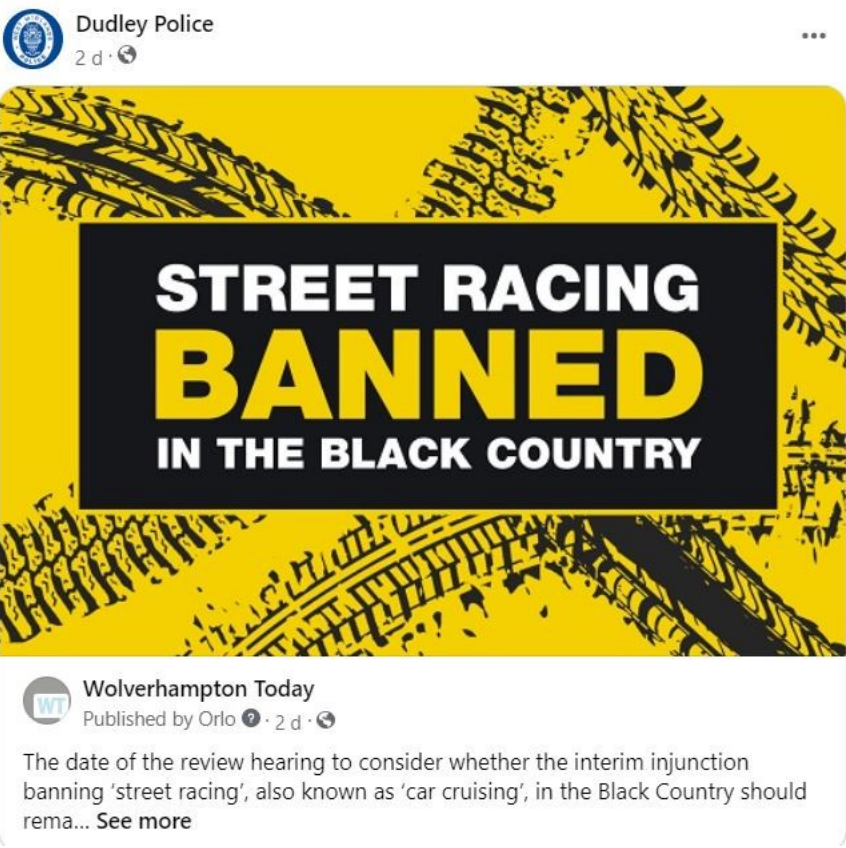 Dudley Police
2 d ·
STREET RACING
BANNED
IN THE BLACK COUNTRY
WT
Wolverhampton Today
Published by Orlo ? · 2 d ·
The date of the review hearing to consider whether the interim injunction
banning ‘street racing’, also known as ‘car cruising’, in the Black Country should
rema... See more